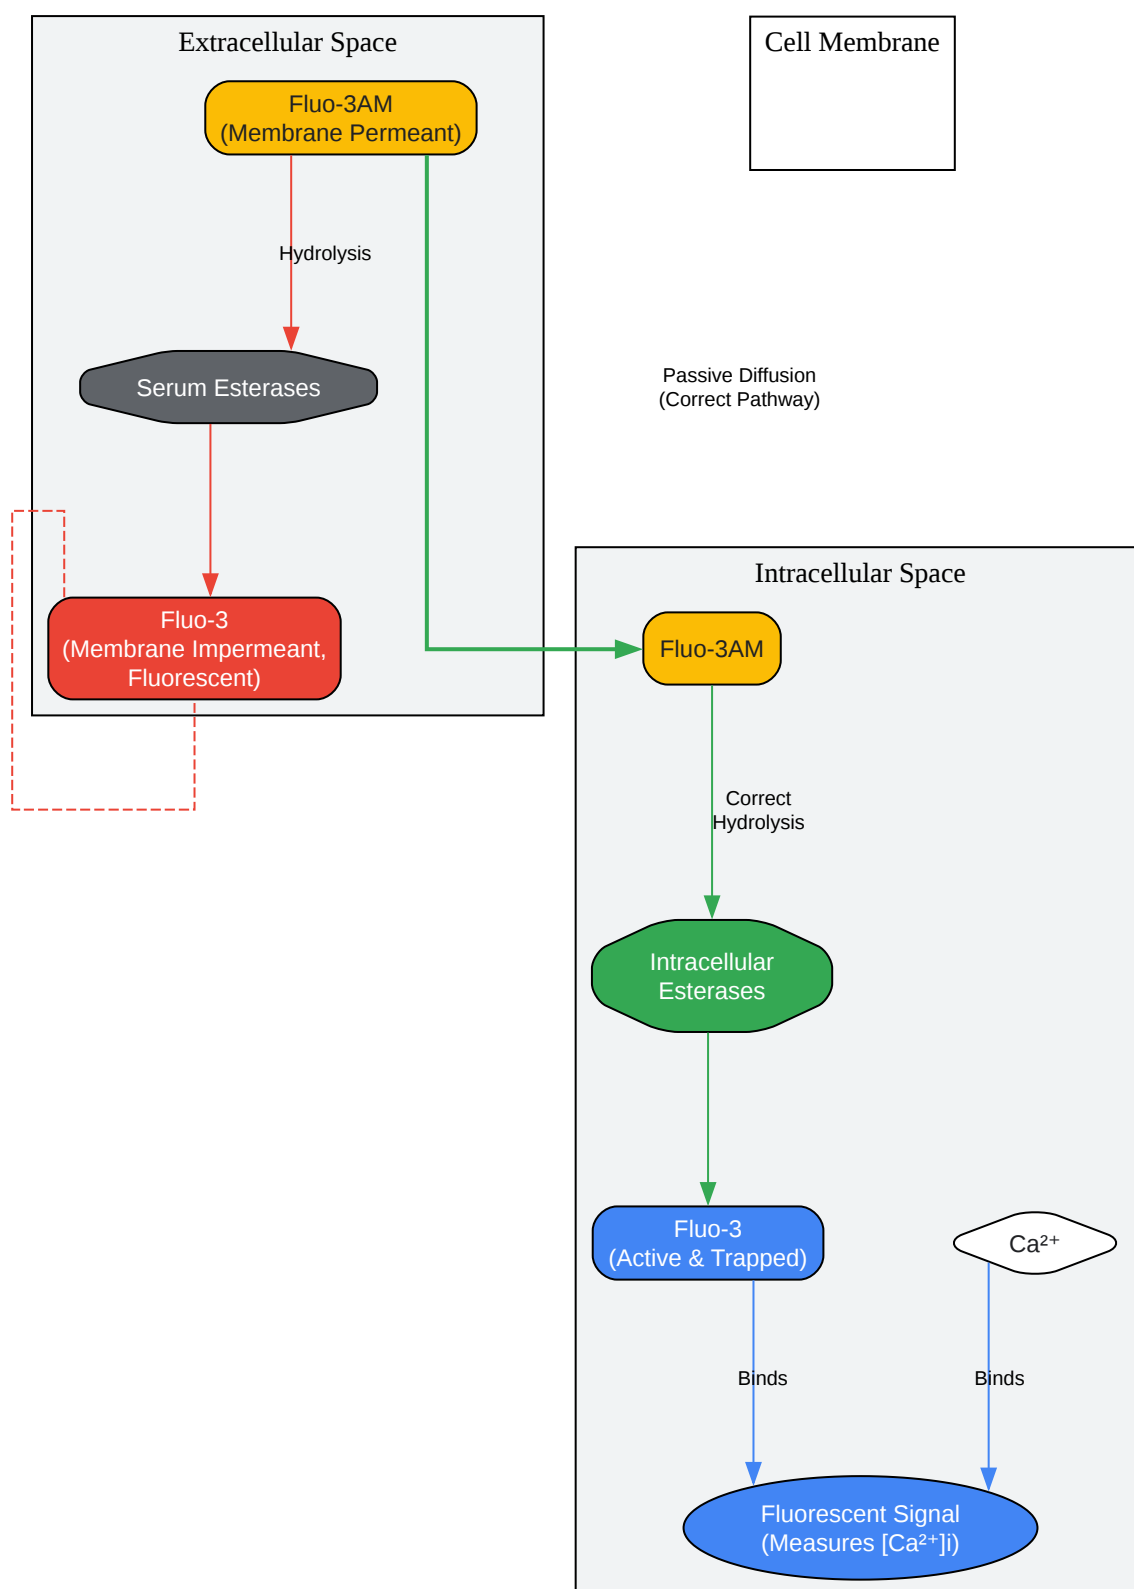 Extracellular Space
Fluo-3AM
(Membrane Permeant)
Hydrolysis
Serum Esterases
Fluo-3
(Membrane Impermeant,
Fluorescent)
Cell Membrane
Passive Diffusion
(Correct Pathway)
Intracellular Space
Fluo-3AM
Correct
Hydrolysis
Intracellular
Esterases
Fluo-3
(Active & Trapped)
Ca²⁺
Binds
Binds
Fluorescent Signal
(Measures [Ca²⁺]i)